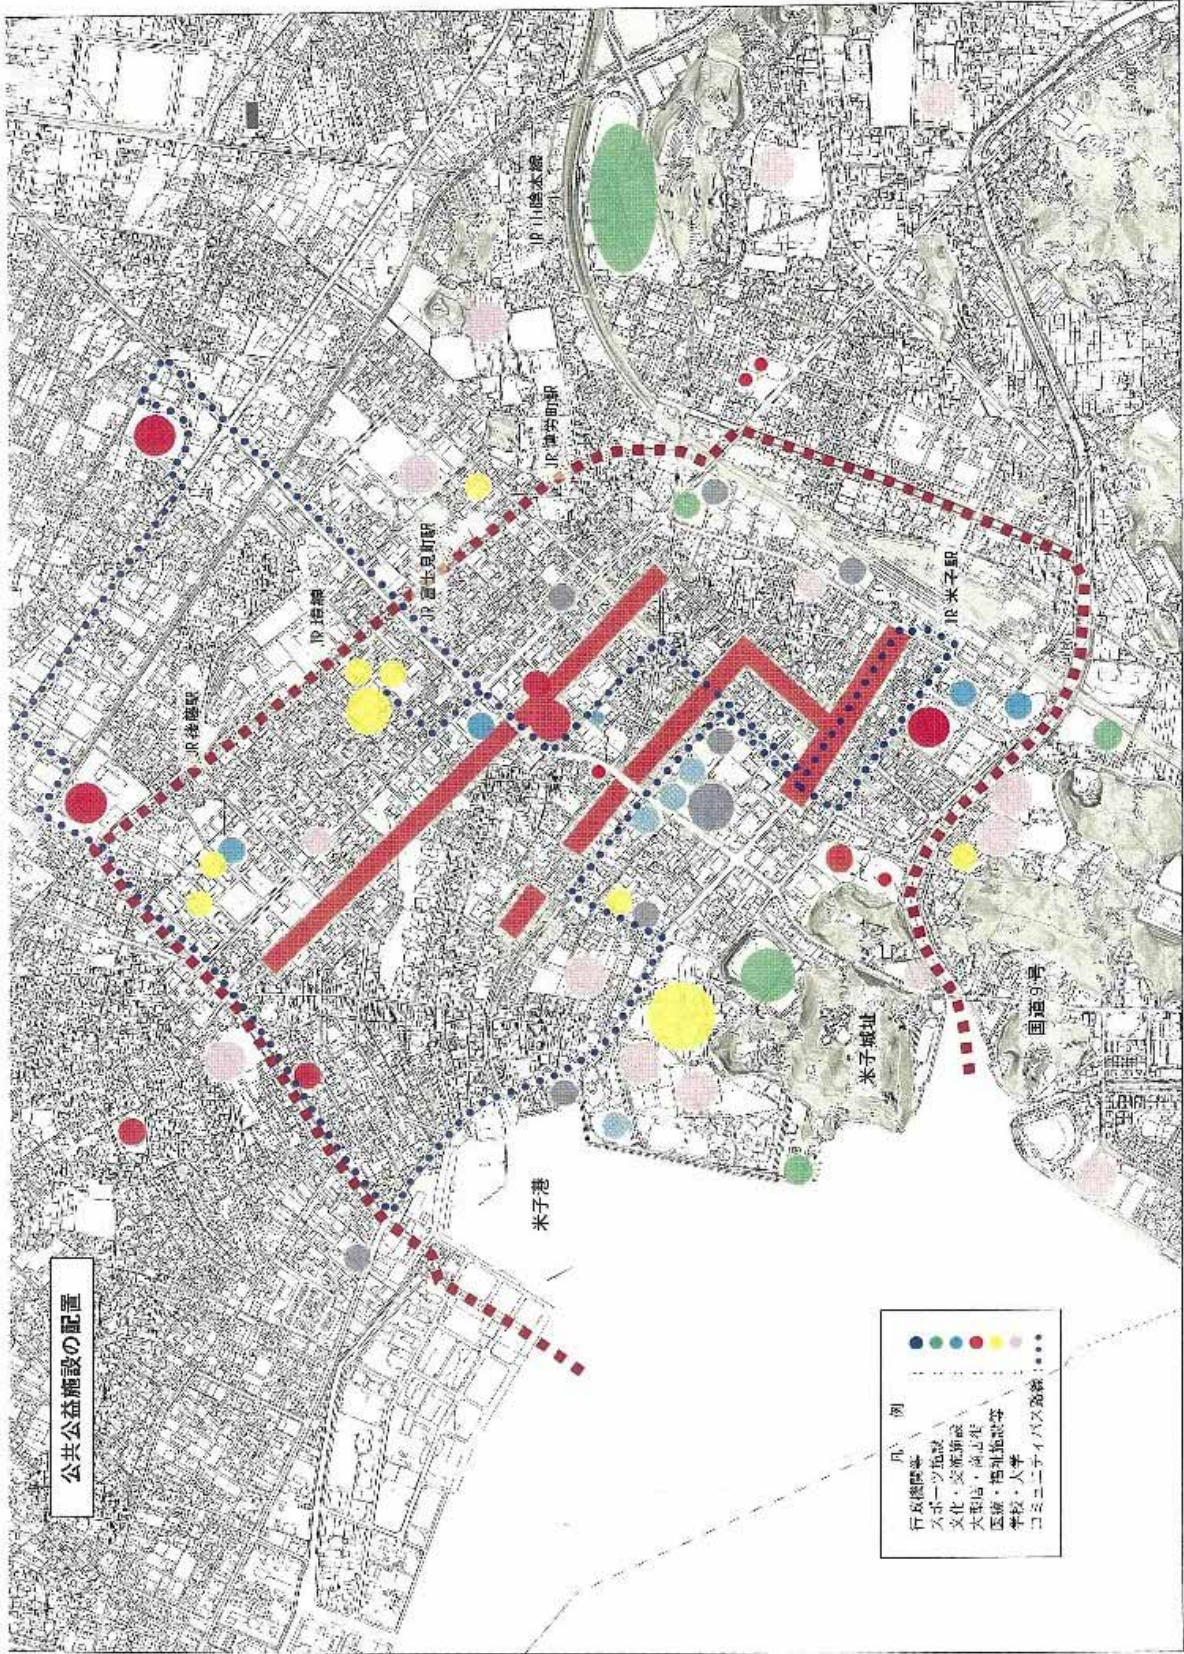 公共公益施設の配置
JR山陰本線
JR博労町駅
JR富士見町駅
JR境線
JR後藤駅
JR米子駅
米子城址
国道9号
米子港
凡 例
行政機関等
スポーツ施設
文化・交流施設
大型店・商店街
医療・福祉施設等
学校・大学
コミュニティバス路線